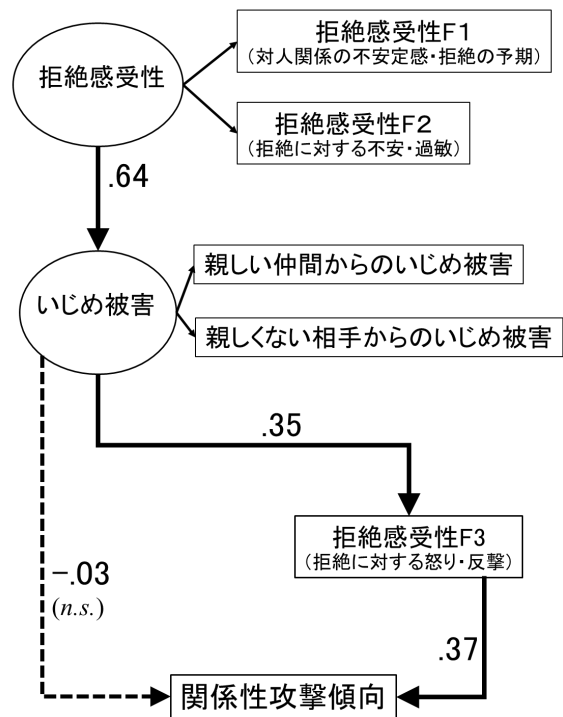 拒絶感受性
拒絶感受性F1
(対人関係の不安定感・拒絶の予期)
拒絶感受性F2
(拒絶に対する不安・過敏)
.64
いじめ被害
親しい仲間からのいじめ被害
親しくない相手からのいじめ被害
.35
拒絶感受性F3
(拒絶に対する怒り・反撃)
-.03
(n.s.)
.37
関係性攻撃傾向